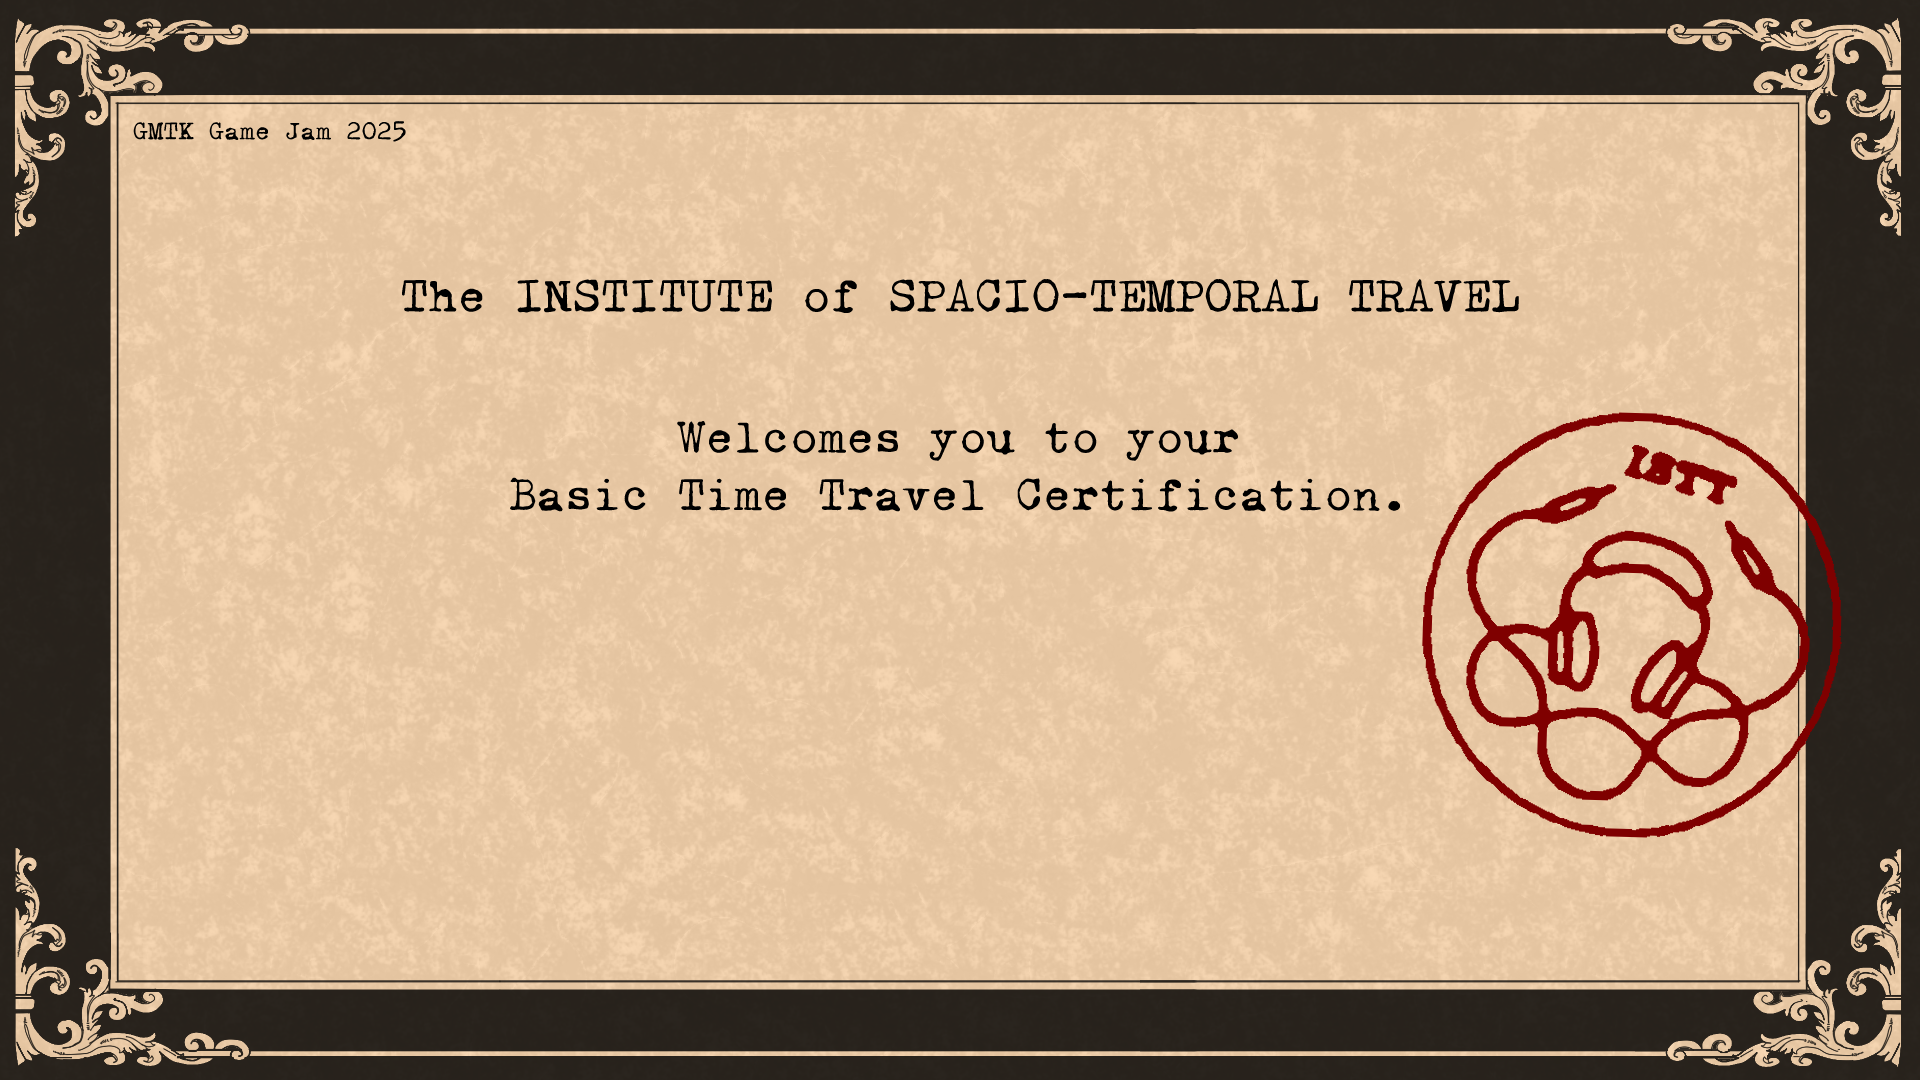 GMTK Game Jam 2025
The INSTITUTE of SPACIO-TEMPORAL TRAVEL
Welcomes you to your
Basic Time Travel Certification.
ISTT